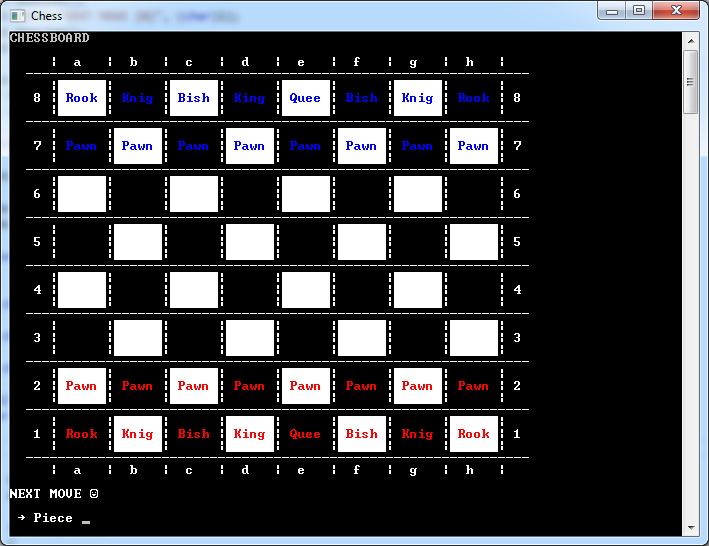 Chess
CHESSBOARD
a b c d e f g h
8 Rook Knig Bish King Quee Bish Knig Rook 8
7 Pawn Pawn Pawn Pawn Pawn Pawn Pawn Pawn 7
6 6
5 5
4 4
3 3
2 Pawn Pawn Pawn Pawn Pawn Pawn Pawn Pawn 2
1 Rook Knig Bish King Quee Bish Knig Rook 1
a b c d e f g h
NEXT MOVE ☺
→ Piece _